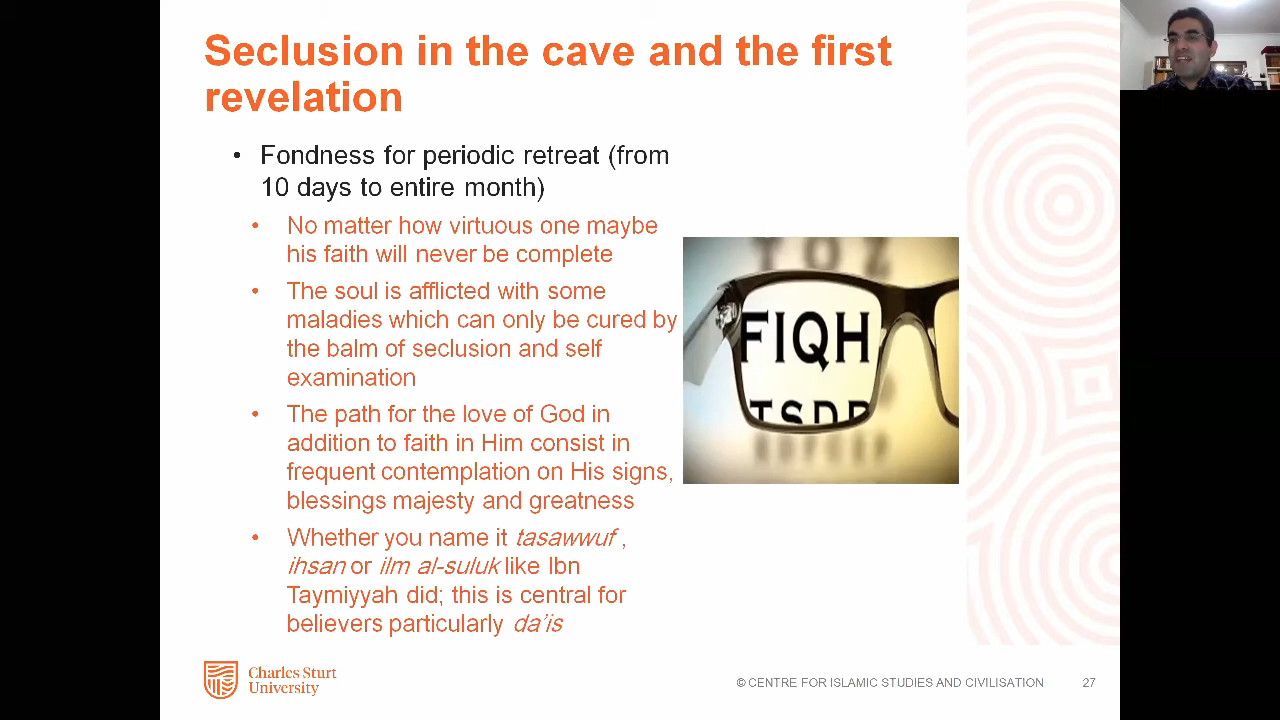 Seclusion in the cave and the first
revelation
• Fondness for periodic retreat (from
10 days to entire month)
• No matter how virtuous one maybe
his faith will never be complete
• The soul is afflicted with some
maladies which can only be cured by
the balm of seclusion and self
examination
• The path for the love of God in
addition to faith in Him consist in
frequent contemplation on His signs,
blessings majesty and greatness
• Whether you name it tasawwuf ,
ihsan or ilm al-suluk like Ibn
Taymiyyah did; this is central for
believers particularly da’is
FIQH
Charles Sturt
University
© CENTRE FOR ISLAMIC STUDIES AND CIVILISATION
27